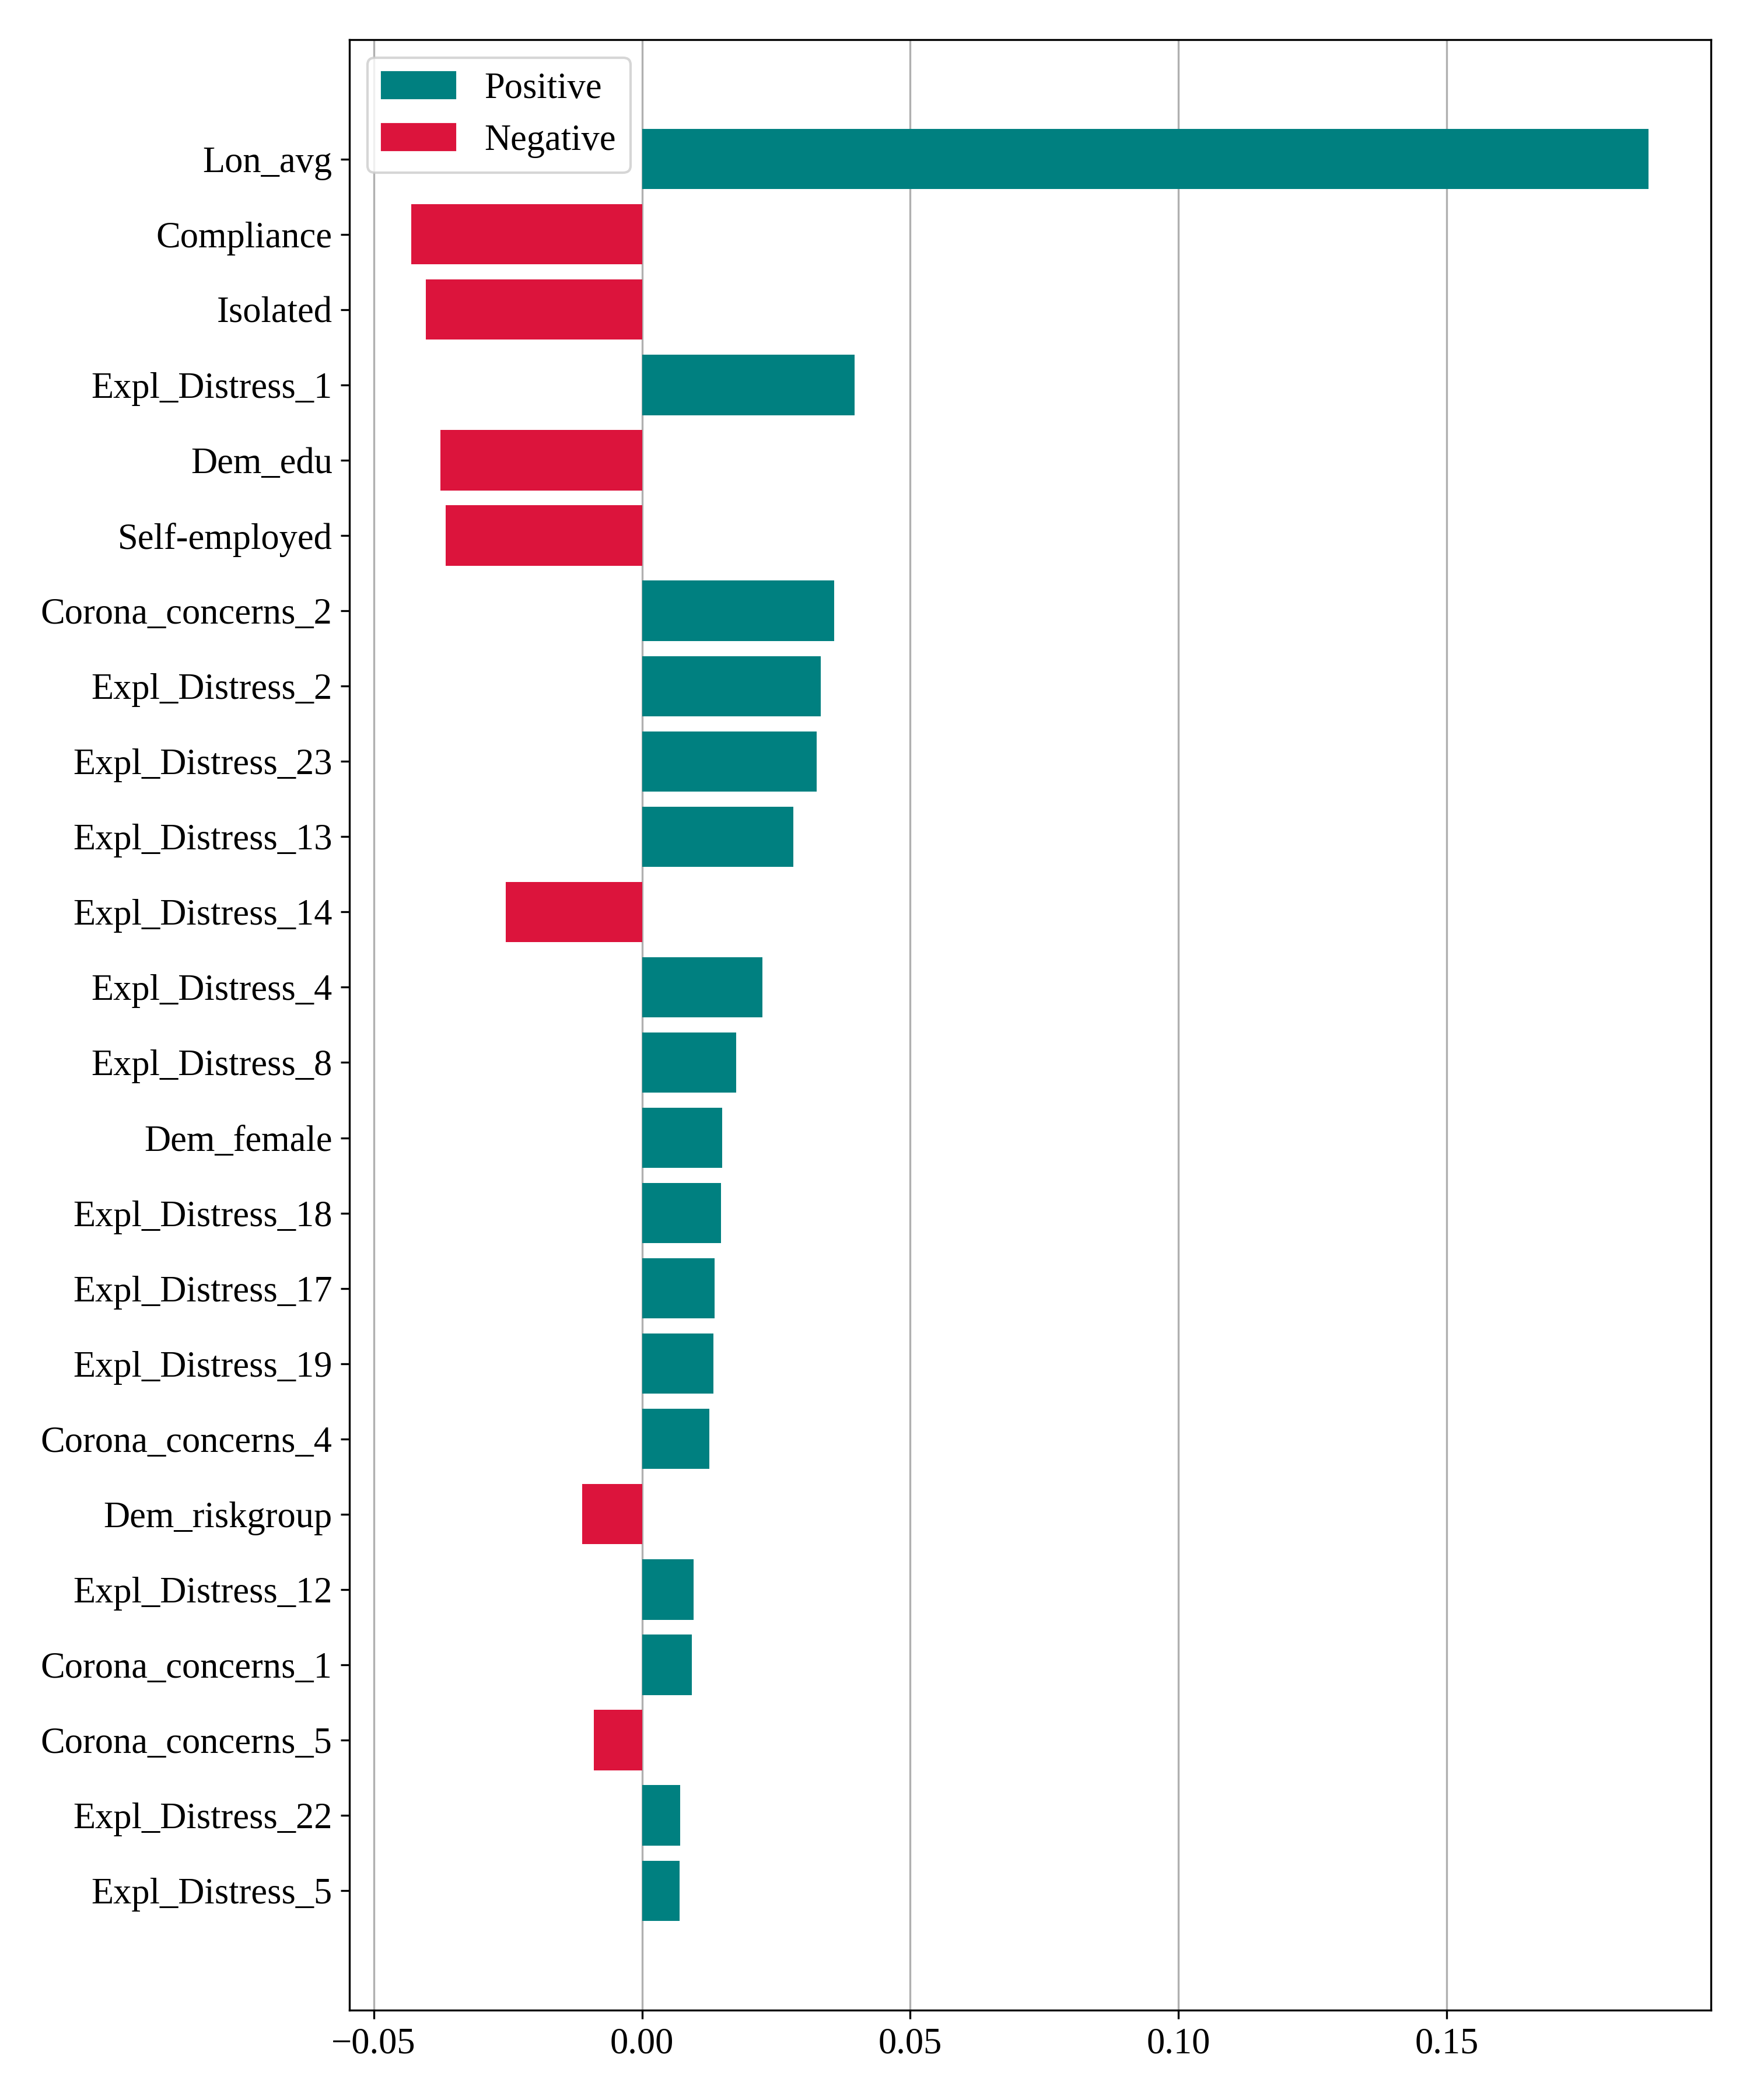 Positive
Negative
Lon_avg
Compliance
Isolated
Expl_Distress_1
Dem_edu
Self-employed
Corona_concerns_2
Expl_Distress_2
Expl_Distress_23
Expl_Distress_13
Expl_Distress_14
Expl_Distress_4
Expl_Distress_8
Dem_female
Expl_Distress_18
Expl_Distress_17
Expl_Distress_19
Corona_concerns_4
Dem_riskgroup
Expl_Distress_12
Corona_concerns_1
Corona_concerns_5
Expl_Distress_22
Expl_Distress_5
−0.05 0.00 0.05 0.10 0.15